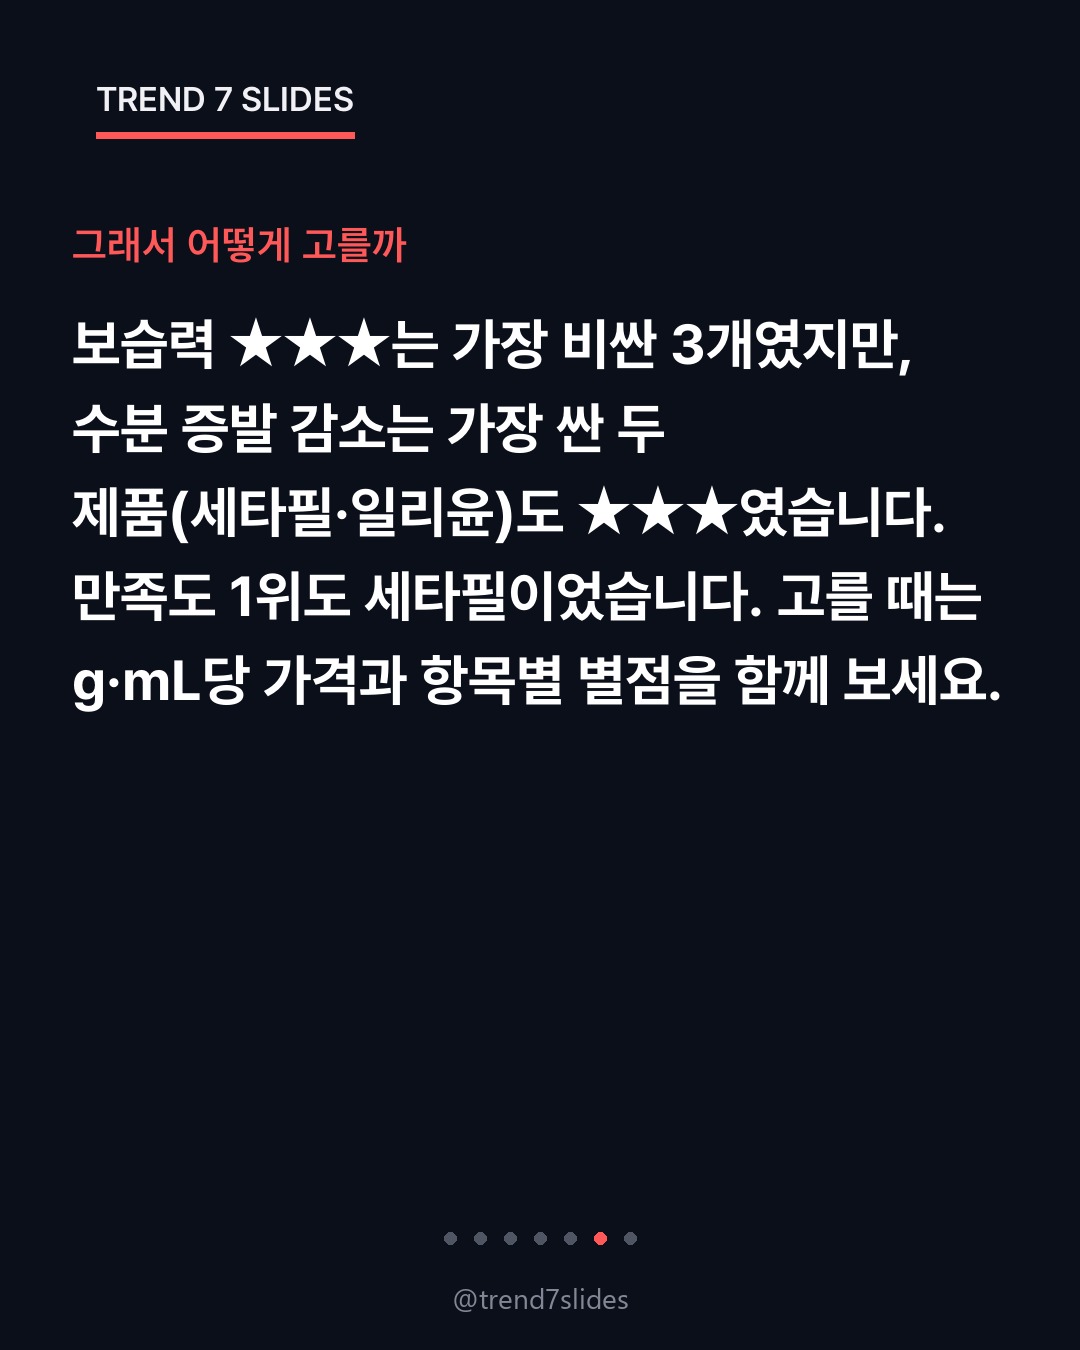 TREND 7 SLIDES
그래서 어떻게 고를까
보습력 ★★★는 가장 비싼 3개였지만,
수분 증발 감소는 가장 싼 두
제품(세타필·일리윤)도 ★★★였습니다.
만족도 1위도 세타필이었습니다. 고를 때는
g·mL당 가격과 항목별 별점을 함께 보세요.
@trend7slides